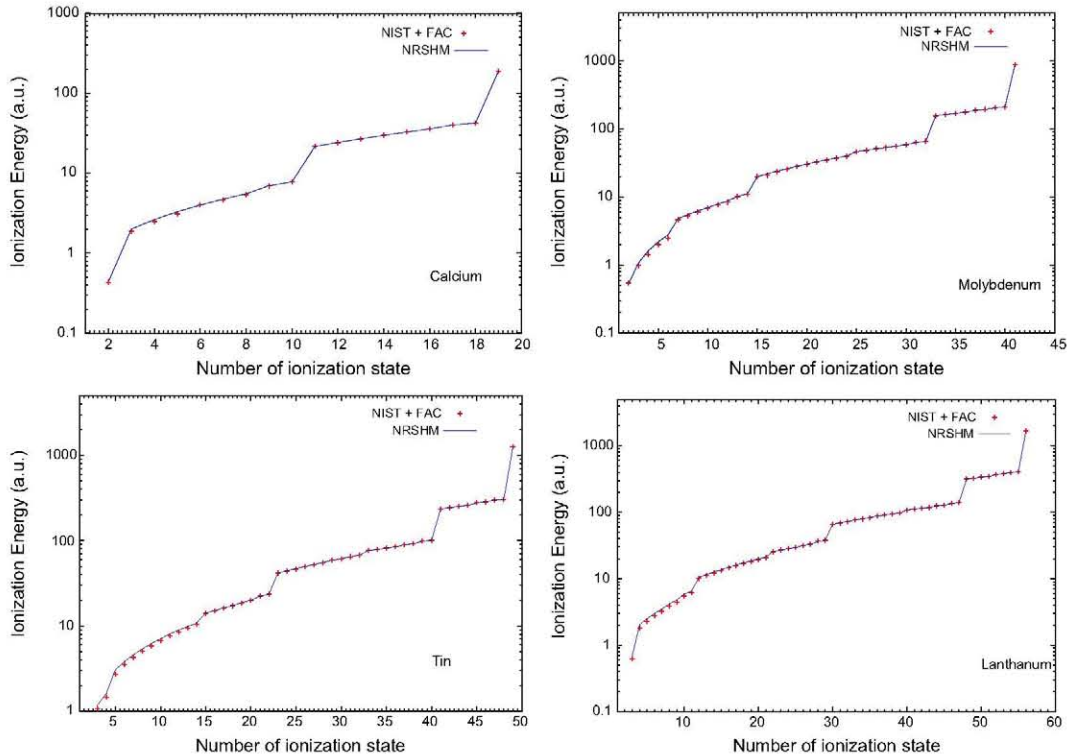 1000
100
10
1
0.1
Ionization Energy (a.u.)
NIST + FAC
NRSHM
Calcium
2 4 6 8 10 12 14 16 18 20
Number of ionization state
1000
100
10
1
0.1
Ionization Energy (a.u.)
NIST + FAC
NRSHM
Molybdenum
5 10 15 20 25 30 35 40 45
Number of ionization state
1000
100
10
1
Ionization Energy (a.u.)
NIST + FAC
NRSHM
Tin
5 10 15 20 25 30 35 40 45 50
Number of ionization state
1000
100
10
1
0.1
Ionization Energy (a.u.)
NIST + FAC
NRSHM
Lanthanum
10 20 30 40 50 60
Number of ionization state